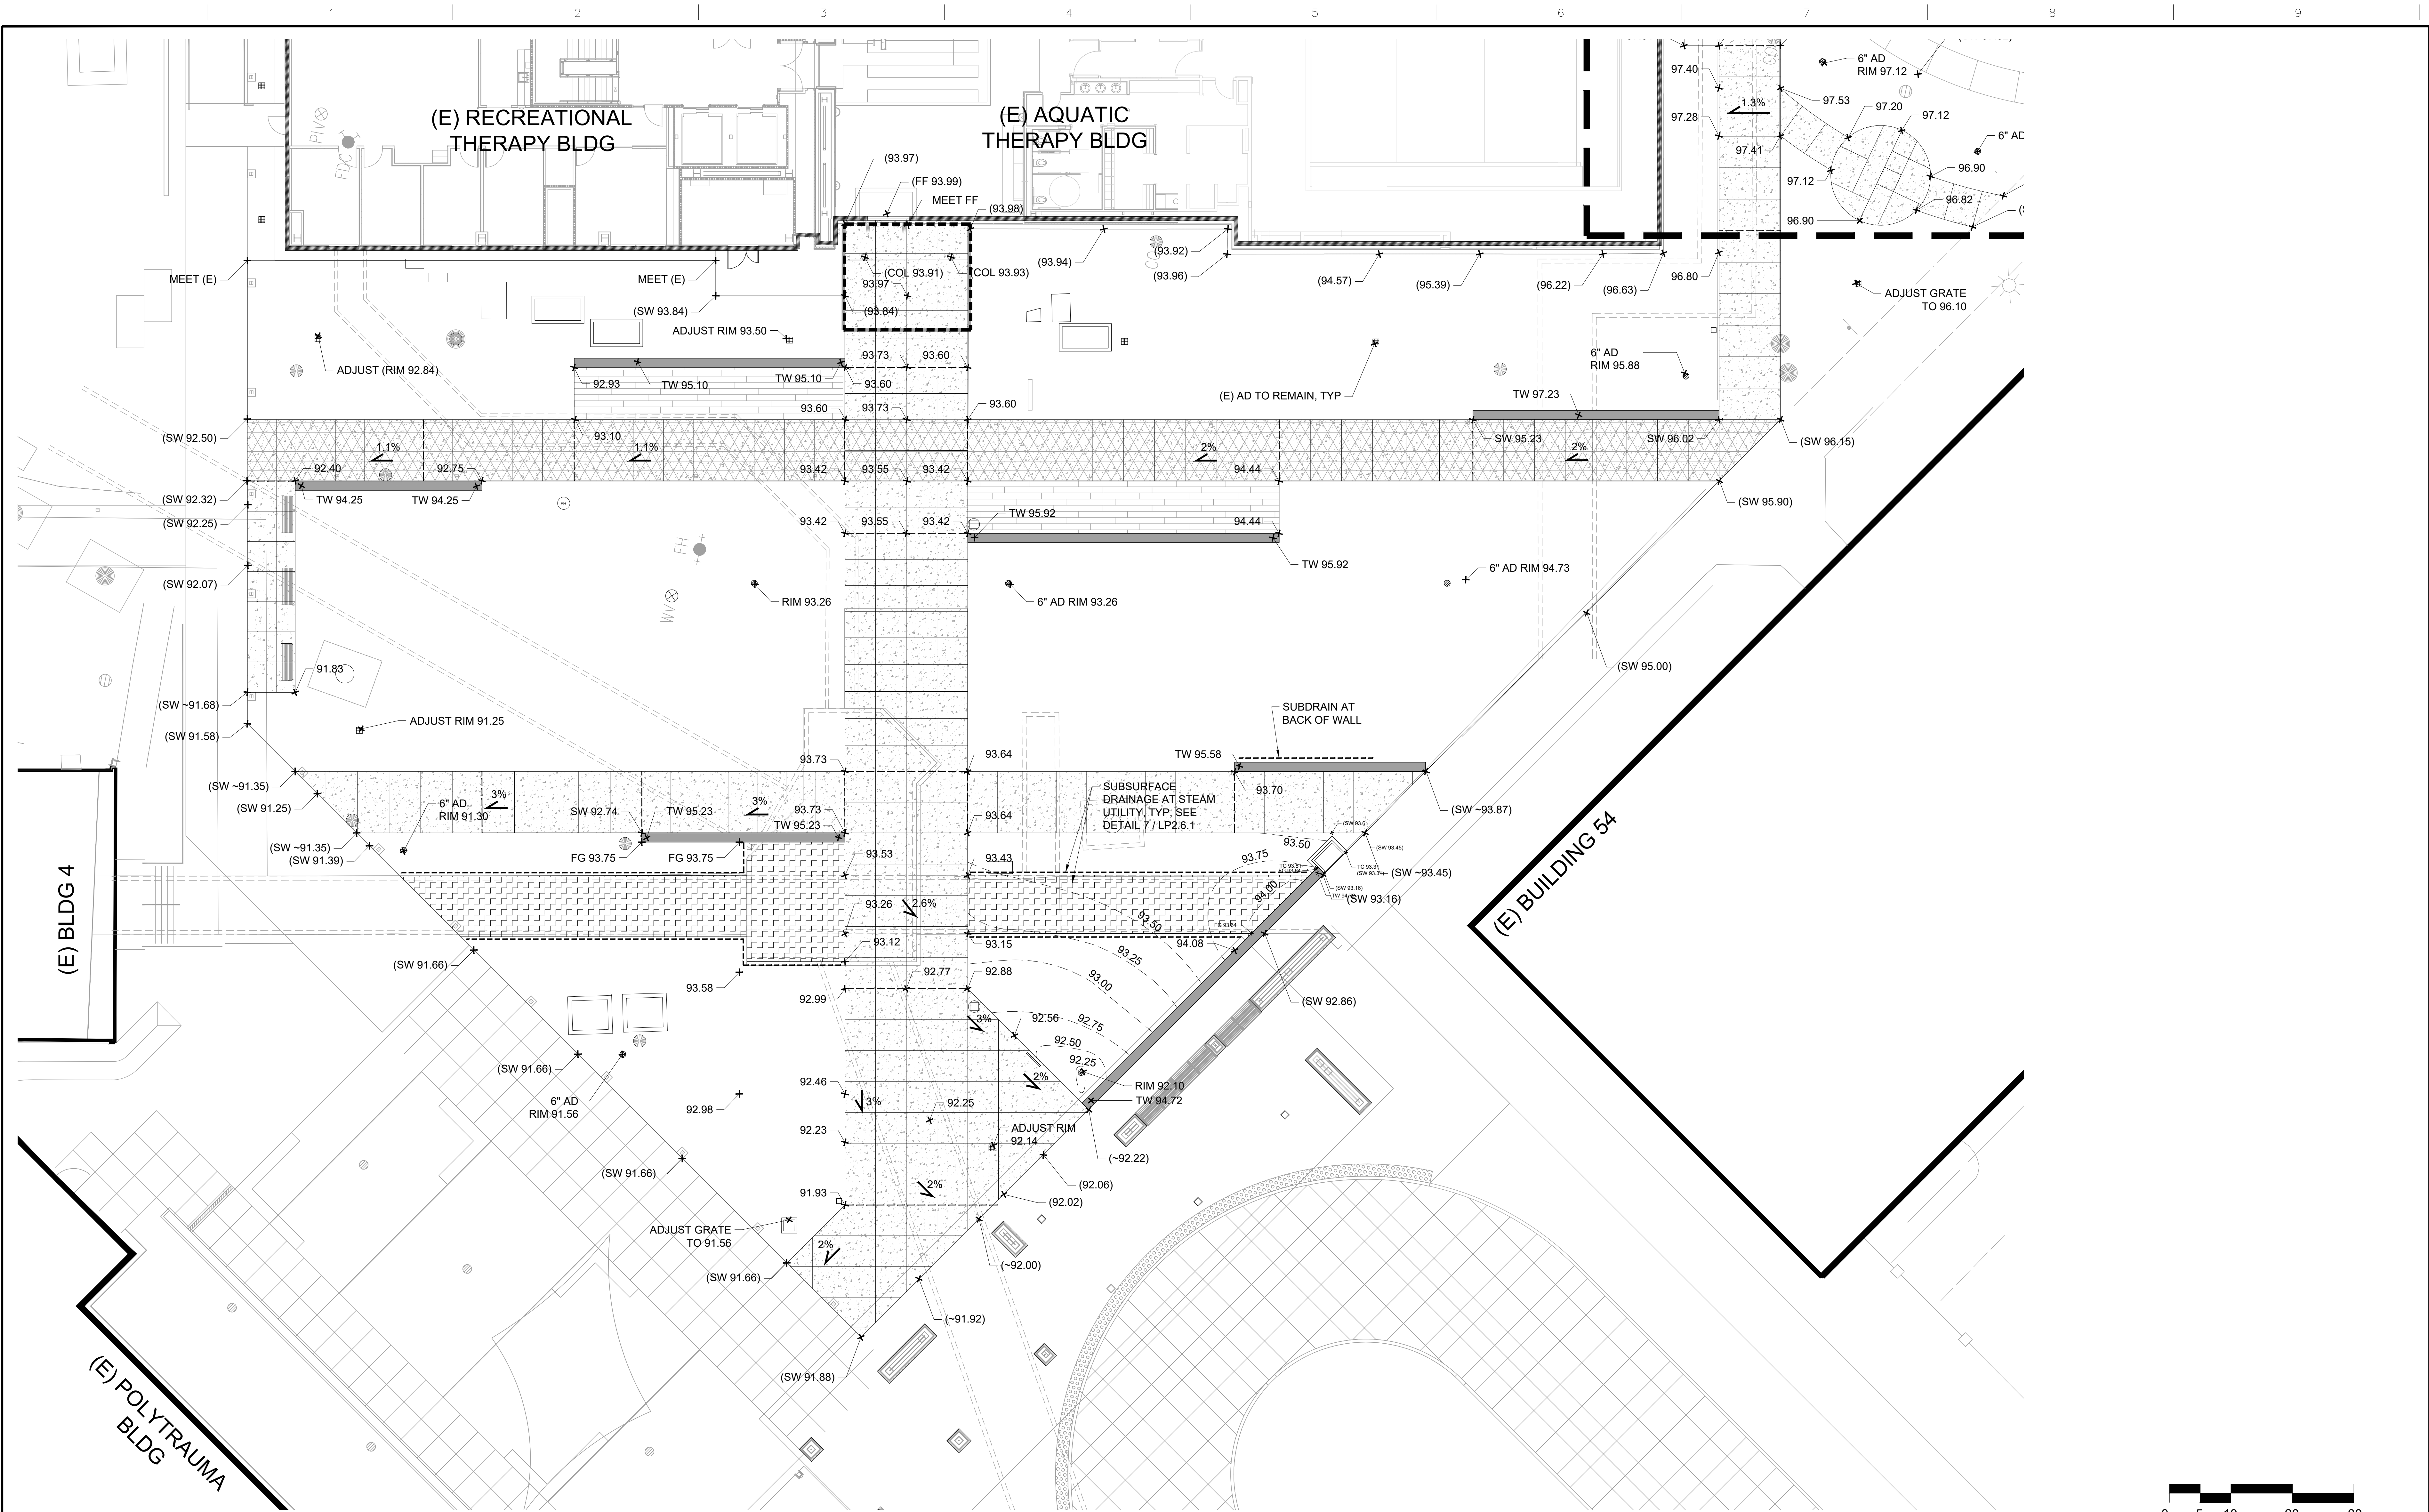 1 2 3 4 5 6 7 8 9
(E) RECREATIONAL
THERAPY BLDG
(E) AQUATIC
THERAPY BLDG
PIV
FDC
(93.97)
(FF 93.99)
MEET FF
(93.98)
97.40
6" AD
RIM 97.12
97.53
1.3%
97.20
97.12
97.28
6" AD
97.41
97.12
96.90
96.82
96.90
MEET (E)
MEET (E)
(COL 93.91)
(COL 93.93)
93.97
(93.94)
(93.92)
(93.96)
(94.57)
(95.39)
(96.22)
(96.63)
96.80
ADJUST GRATE
TO 96.10
(SW 93.84)
(93.84)
ADJUST RIM 93.50
ADJUST (RIM 92.84)
93.73
93.60
92.93
TW 95.10
TW 95.10
93.60
6" AD
RIM 95.88
(E) AD TO REMAIN, TYP
TW 97.23
93.60
93.73
93.60
(SW 92.50)
93.10
1.1%
1.1%
2%
SW 95.23
2%
SW 96.02
(SW 96.15)
92.40
92.75
93.42
93.55
93.42
94.44
(SW 92.32)
TW 94.25
TW 94.25
(SW 95.90)
(SW 92.25)
93.42
93.55
93.42
TW 95.92
94.44
FH
WV
TW 95.92
(SW 92.07)
RIM 93.26
6" AD RIM 93.26
6" AD RIM 94.73
91.83
(SW 95.00)
(SW ~91.68)
ADJUST RIM 91.25
(SW 91.58)
SUBDRAIN AT
BACK OF WALL
93.73
93.64
TW 95.58
(SW ~91.35)
(SW 91.25)
3%
6" AD
RIM 91.30
SW 92.74
TW 95.23
3%
93.73
TW 95.23
SUBSURFACE
DRAINAGE AT STEAM
UTILITY, TYP, SEE
DETAIL 7 / LP2.6.1
93.64
93.70
(SW ~93.87)
(SW 93.61
(SW ~91.35)
(SW 91.39)
FG 93.75
FG 93.75
93.53
93.43
93.50
93.75
(SW 93.45)
TC 93.31
(SW 93.31)
(SW ~93.45)
(SW 93.16)
(SW 93.16)
94.00
93.26
2.6%
93.50
93.12
93.15
94.08
93.25
(SW 91.66)
93.58
92.77
92.88
93.00
(SW 92.86)
92.99
3%
92.56
92.75
92.50
92.25
(SW 91.66)
92.46
2%
RIM 92.10
TW 94.72
6" AD
RIM 91.56
92.98
3%
92.25
ADJUST RIM
92.14
92.23
(~92.22)
(SW 91.66)
(92.06)
91.93
2%
(92.02)
ADJUST GRATE
TO 91.56
2%
(~92.00)
(SW 91.66)
(~91.92)
(SW 91.88)
(E) BLDG 4
(E) BUILDING 54
(E) POLYTRAUMA
BLDG